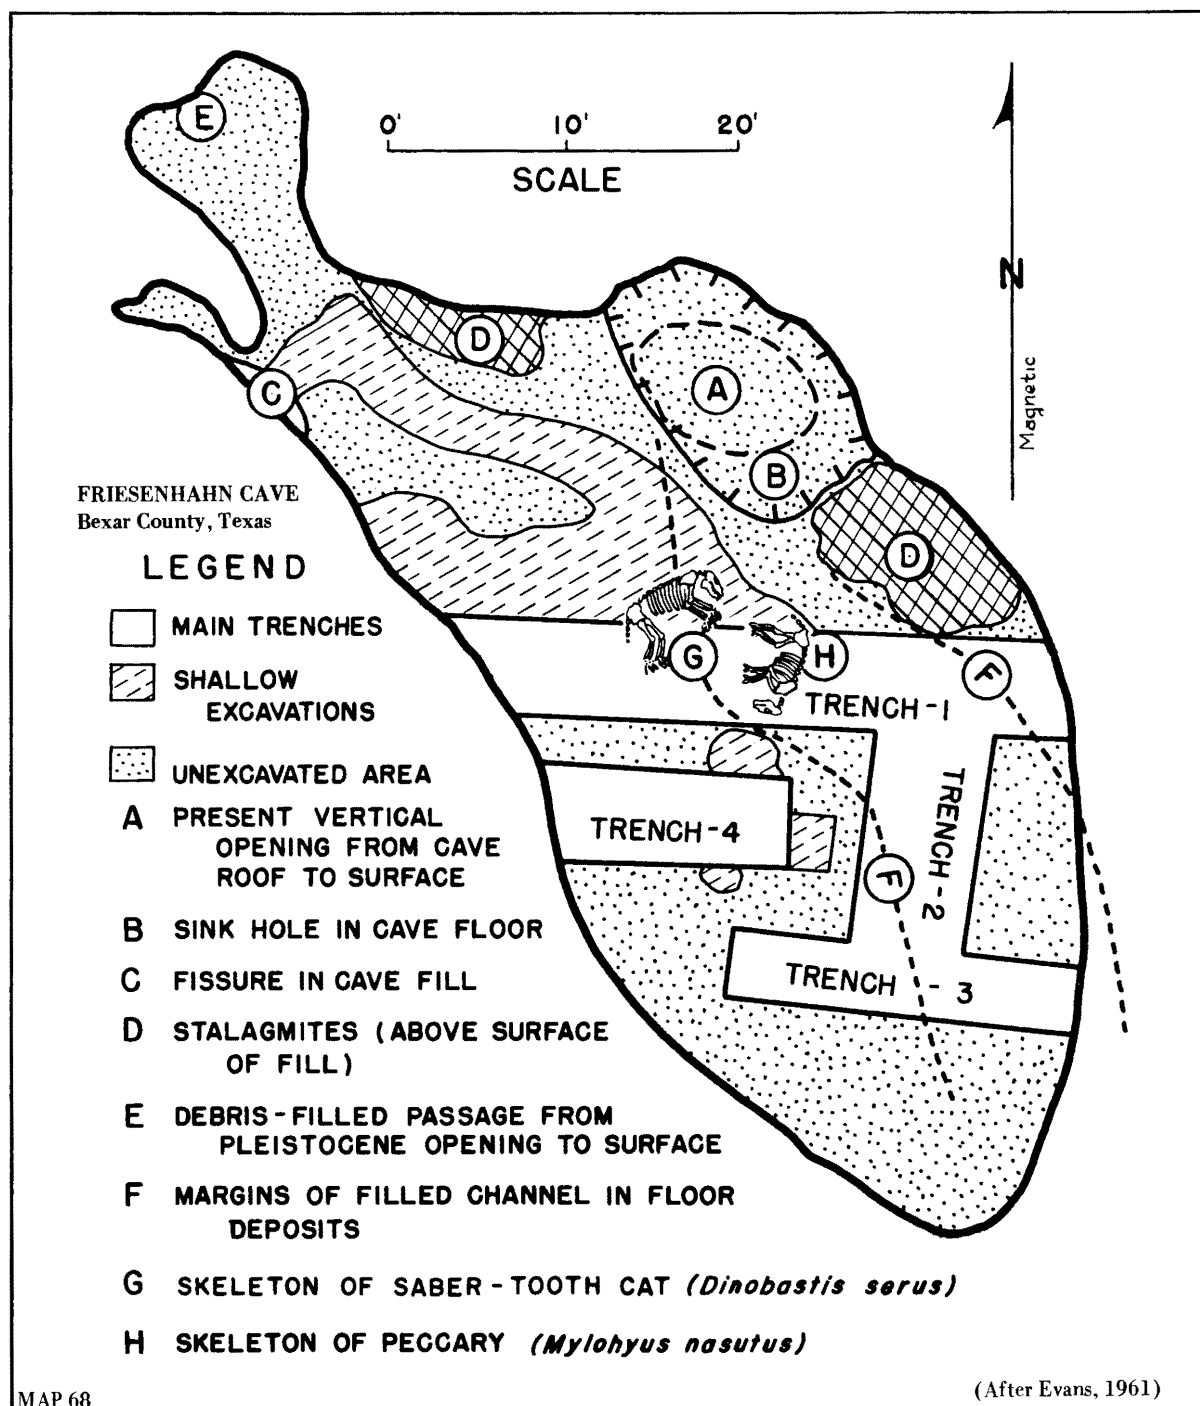 E
0' 10' 20'
SCALE
N
Magnetic
D
A
C
B
D
FRIESENHAHN CAVE
Bexar County, Texas
LEGEND
MAIN TRENCHES
SHALLOW
EXCAVATIONS
UNEXCAVATED AREA
G
H
F
TRENCH-1
TRENCH-4
TRENCH-2
F
TRENCH - 3
A PRESENT VERTICAL
OPENING FROM CAVE
ROOF TO SURFACE
B SINK HOLE IN CAVE FLOOR
C FISSURE IN CAVE FILL
D STALAGMITES (ABOVE SURFACE
OF FILL)
E DEBRIS-FILLED PASSAGE FROM
PLEISTOCENE OPENING TO SURFACE
F MARGINS OF FILLED CHANNEL IN FLOOR
DEPOSITS
G SKELETON OF SABER-TOOTH CAT (Dinobastis serus)
H SKELETON OF PECCARY (Mylohyus nasutus)
MAP 68
(After Evans, 1961)